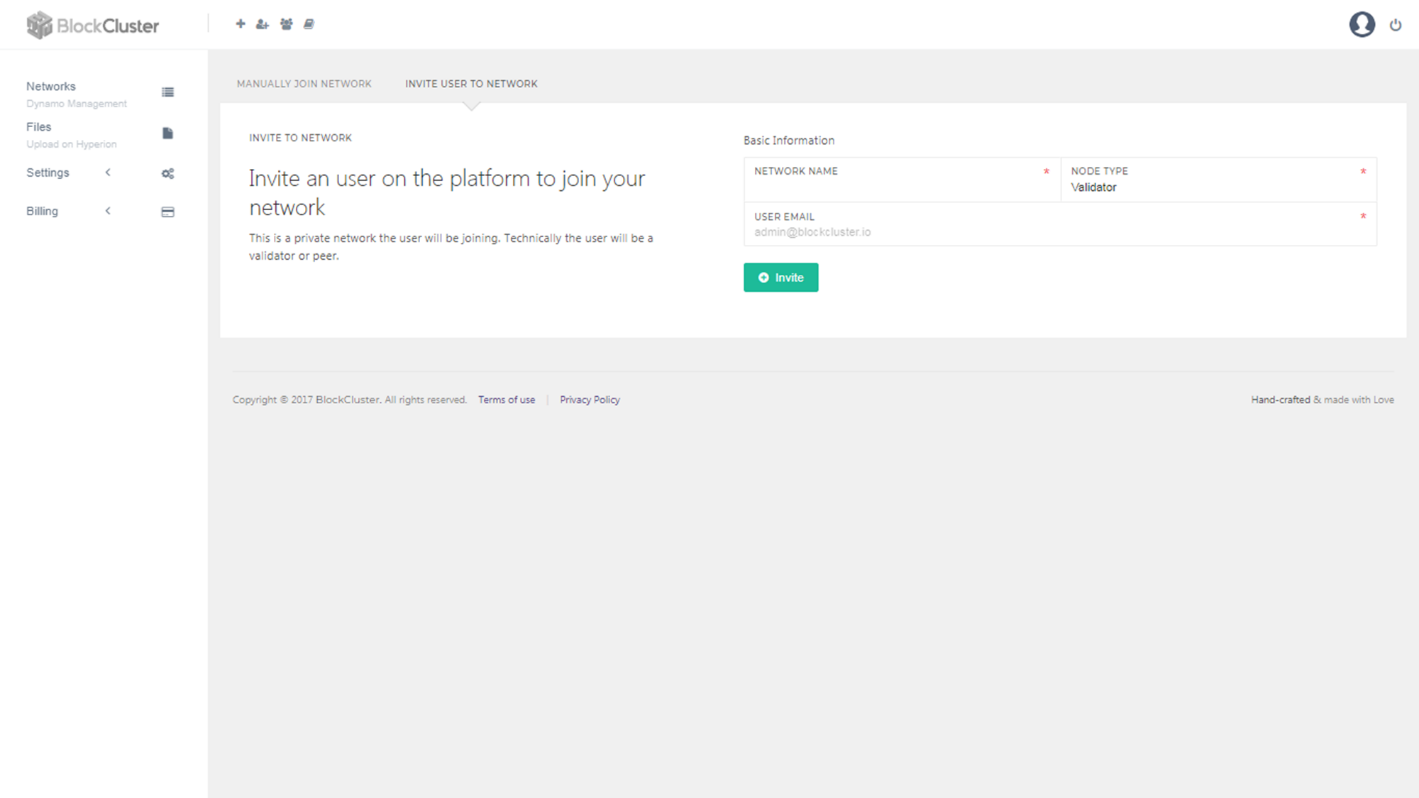 BlockCluster
Networks
Dynamo Management
Files
Upload on Hyperion
Settings
Billing
MANUALLY JOIN NETWORK
INVITE USER TO NETWORK
INVITE TO NETWORK
Invite an user on the platform to join your
network
This is a private network the user will be joining. Technically the user will be a
validator or peer.
Basic Information
NETWORK NAME *
NODE TYPE *
Validator
USER EMAIL *
admin@blockcluster.io
Invite
Copyright © 2017 BlockCluster. All rights reserved. Terms of use | Privacy Policy
Hand-crafted & made with Love